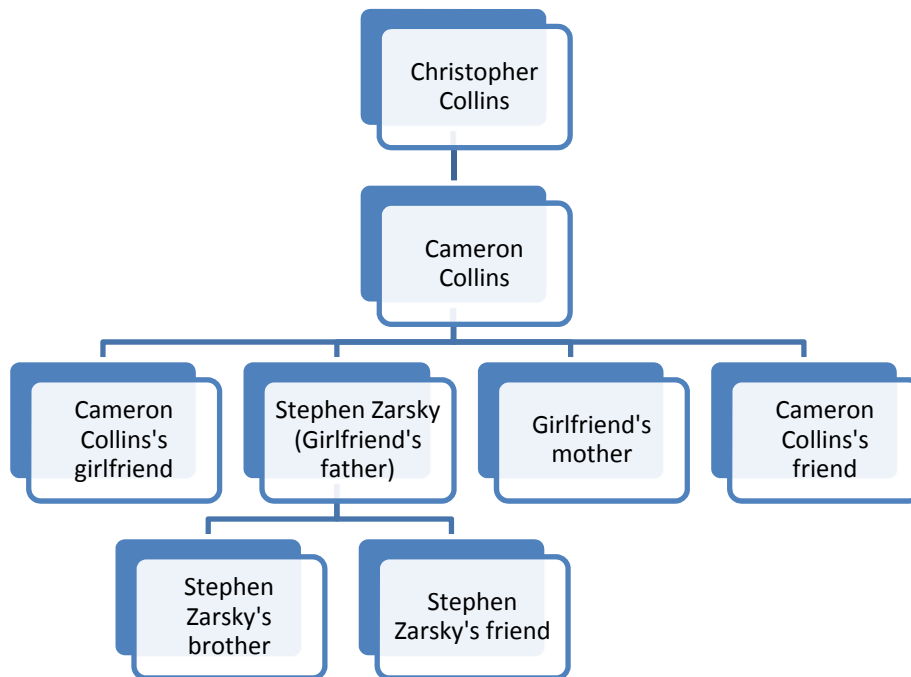 Christopher
Collins
Cameron
Collins
Cameron
Collins's
girlfriend
Stephen Zarsky
(Girlfriend's
father)
Girlfriend's
mother
Cameron
Collins's
friend
Stephen
Zarsky's
brother
Stephen
Zarsky's friend